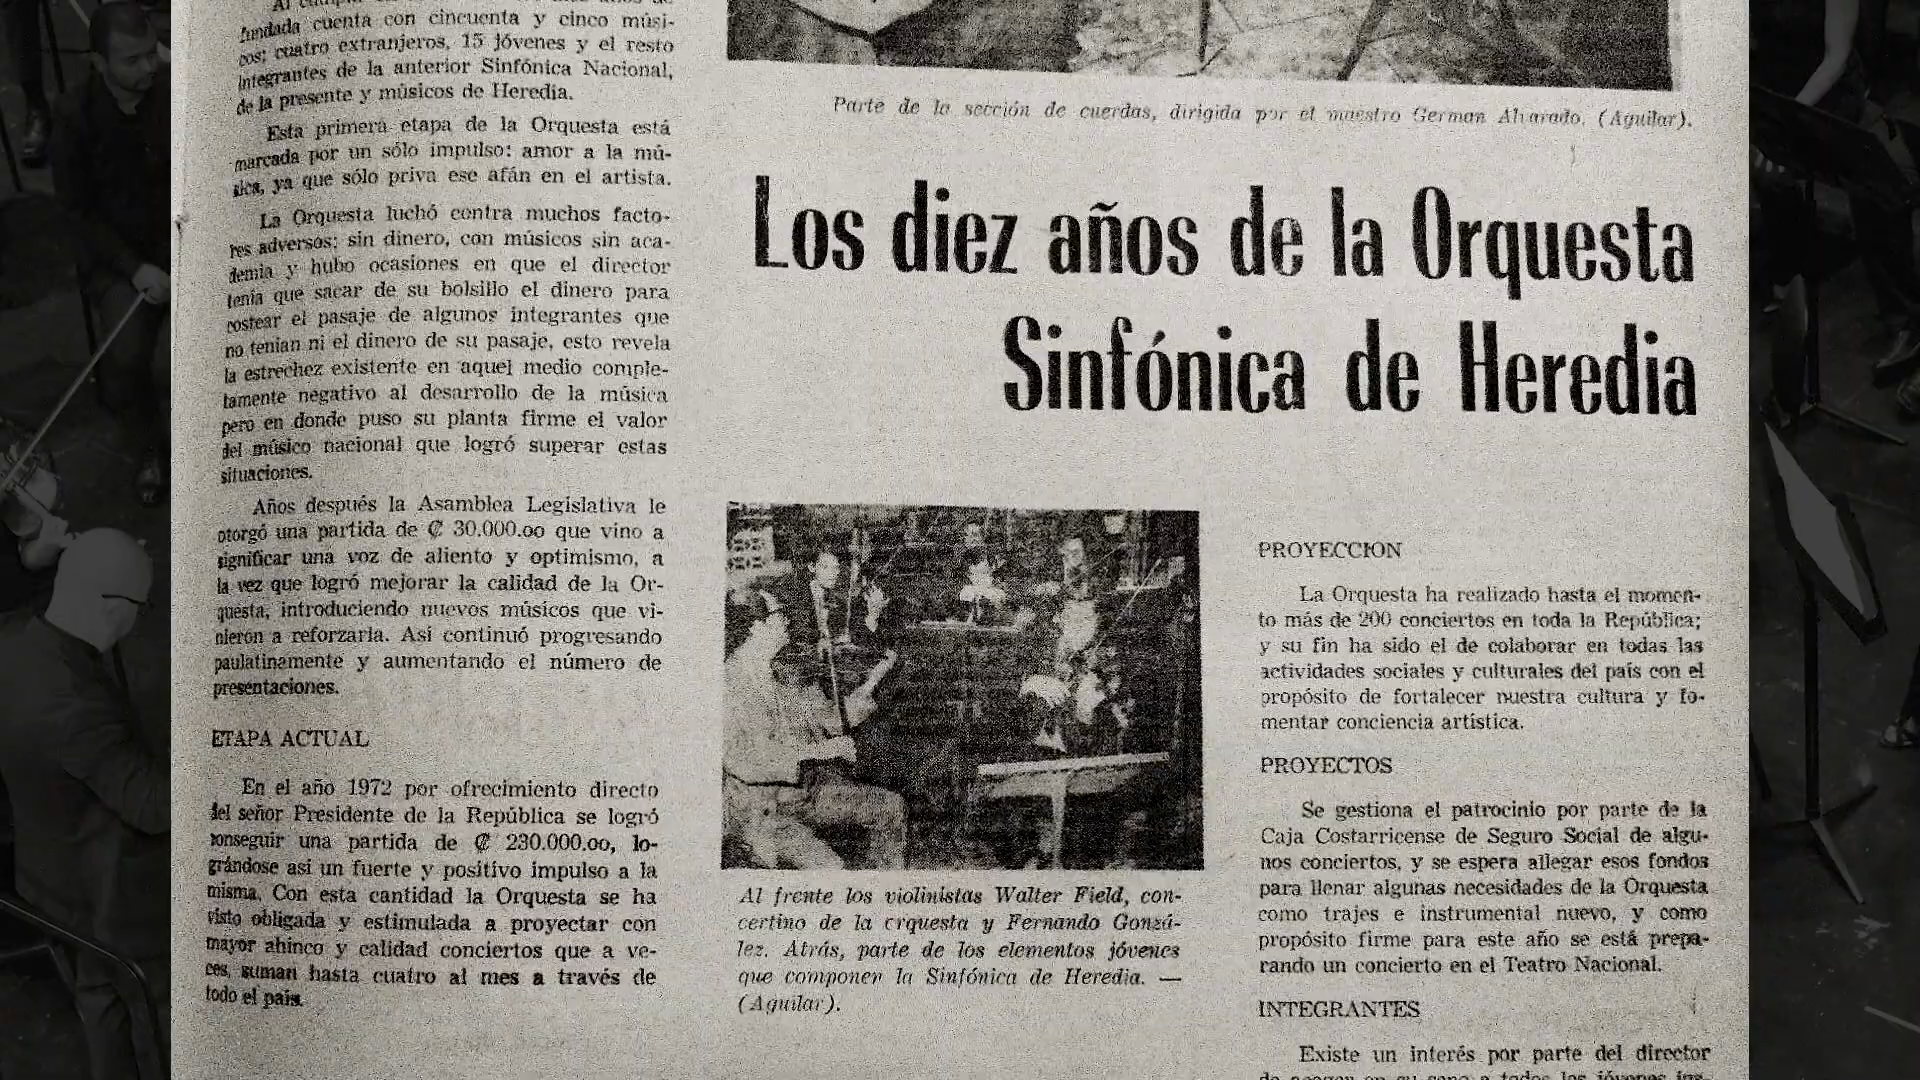 fundada cuenta con cincuenta y cinco músi-
cos; cuatro extranjeros, 15 jóvenes y el resto
integrantes de la anterior Sinfónica Nacional,
de la presente y músicos de Heredia.
Esta primera etapa de la Orquesta está
marcada por un sólo impulso: amor a la mú-
sica, ya que sólo priva ese afán en el artista.
La Orquesta luchó contra muchos facto-
res adversos: sin dinero, con músicos sin aca-
demia y hubo ocasiones en que el director
tenía que sacar de su bolsillo el dinero para
costear el pasaje de algunos integrantes que
no tenían ni el dinero de su pasaje, esto revela
la estrechez existente en aquel medio comple-
tamente negativo al desarrollo de la música
pero en donde puso su planta firme el valor
del músico nacional que logró superar estas
situaciones.
Años después la Asamblea Legislativa le
otorgó una partida de ₡ 30.000.oo que vino a
significar una voz de aliento y optimismo, a
la vez que logró mejorar la calidad de la Or-
questa, introduciendo nuevos músicos que vi-
nieron a reforzarla. Así continuó progresando
paulatinamente y aumentando el número de
presentaciones.
ETAPA ACTUAL
En el año 1972 por ofrecimiento directo
del señor Presidente de la República se logró
conseguir una partida de ₡ 230.000.oo, lo-
grándose así un fuerte y positivo impulso a la
misma. Con esta cantidad la Orquesta se ha
visto obligada y estimulada a proyectar con
mayor ahinco y calidad conciertos que a ve-
ces, suman hasta cuatro al mes a través de
todo el país.
Parte de la sección de cuerdas, dirigida por el maestro German Alvarado. (Aguilar).
Los diez años de la Orquesta
Sinfónica de Heredia
Al frente los violinistas Walter Field, con-
certino de la crquesta y Fernando Gonzá-
lez. Atrás, parte de los elementos jóvenes
que componen la Sinfónica de Heredia. —
(Aguilar).
PROYECCION
La Orquesta ha realizado hasta el momen-
to más de 200 conciertos en toda la República;
y su fin ha sido el de colaborar en todas las
actividades sociales y culturales del país con el
propósito de fortalecer nuestra cultura y fo-
mentar conciencia artística.
PROYECTOS
Se gestiona el patrocinio por parte de la
Caja Costarricense de Seguro Social de algu-
nos conciertos, y se espera allegar esos fondos
para llenar algunas necesidades de la Orquesta
como trajes e instrumental nuevo, y como
propósito firme para este año se está prepa-
rando un concierto en el Teatro Nacional.
INTEGRANTES
Existe un interés por parte del director